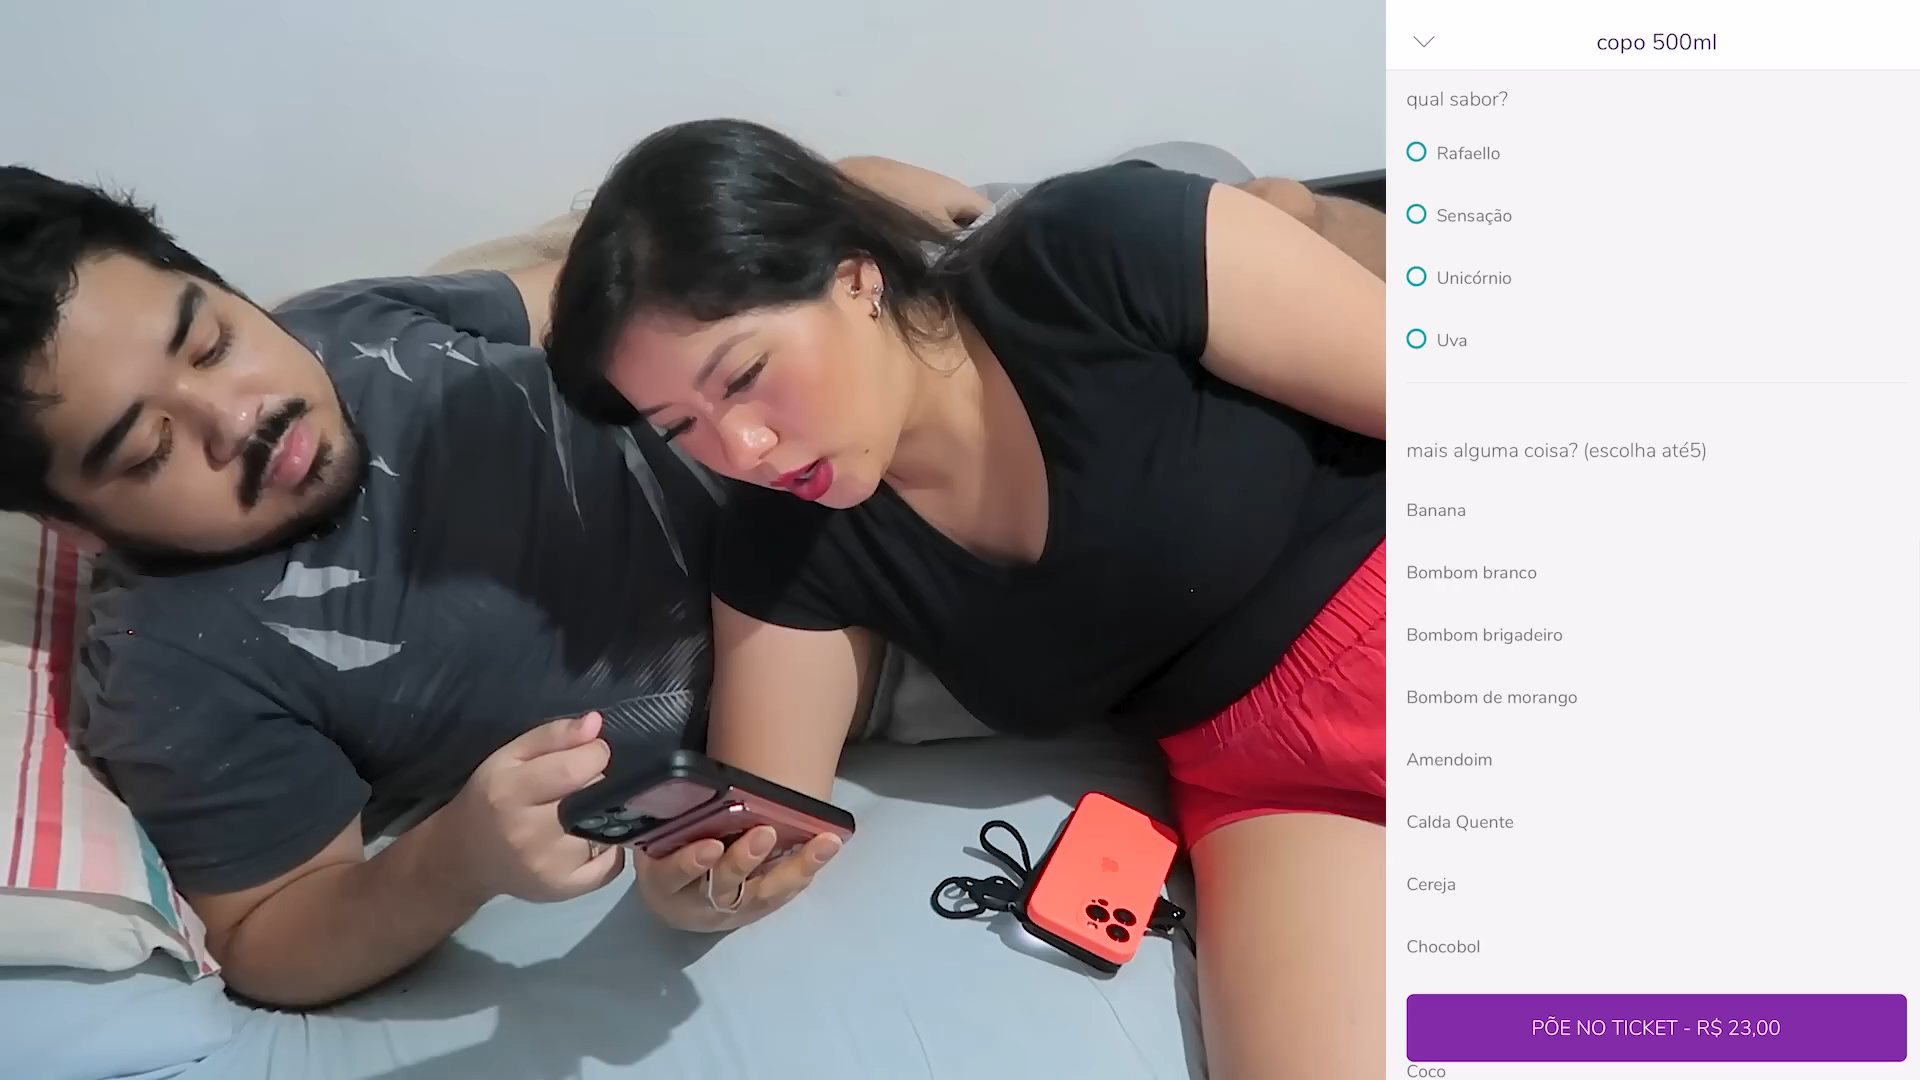 copo 500ml
qual sabor?
Rafaello
Sensação
Unicórnio
Uva
mais alguma coisa? (escolha até5)
Banana
Bombom branco
Bombom brigadeiro
Bombom de morango
Amendoim
Calda Quente
Cereja
Chocobol
PÕE NO TICKET - R$ 23,00
Coco